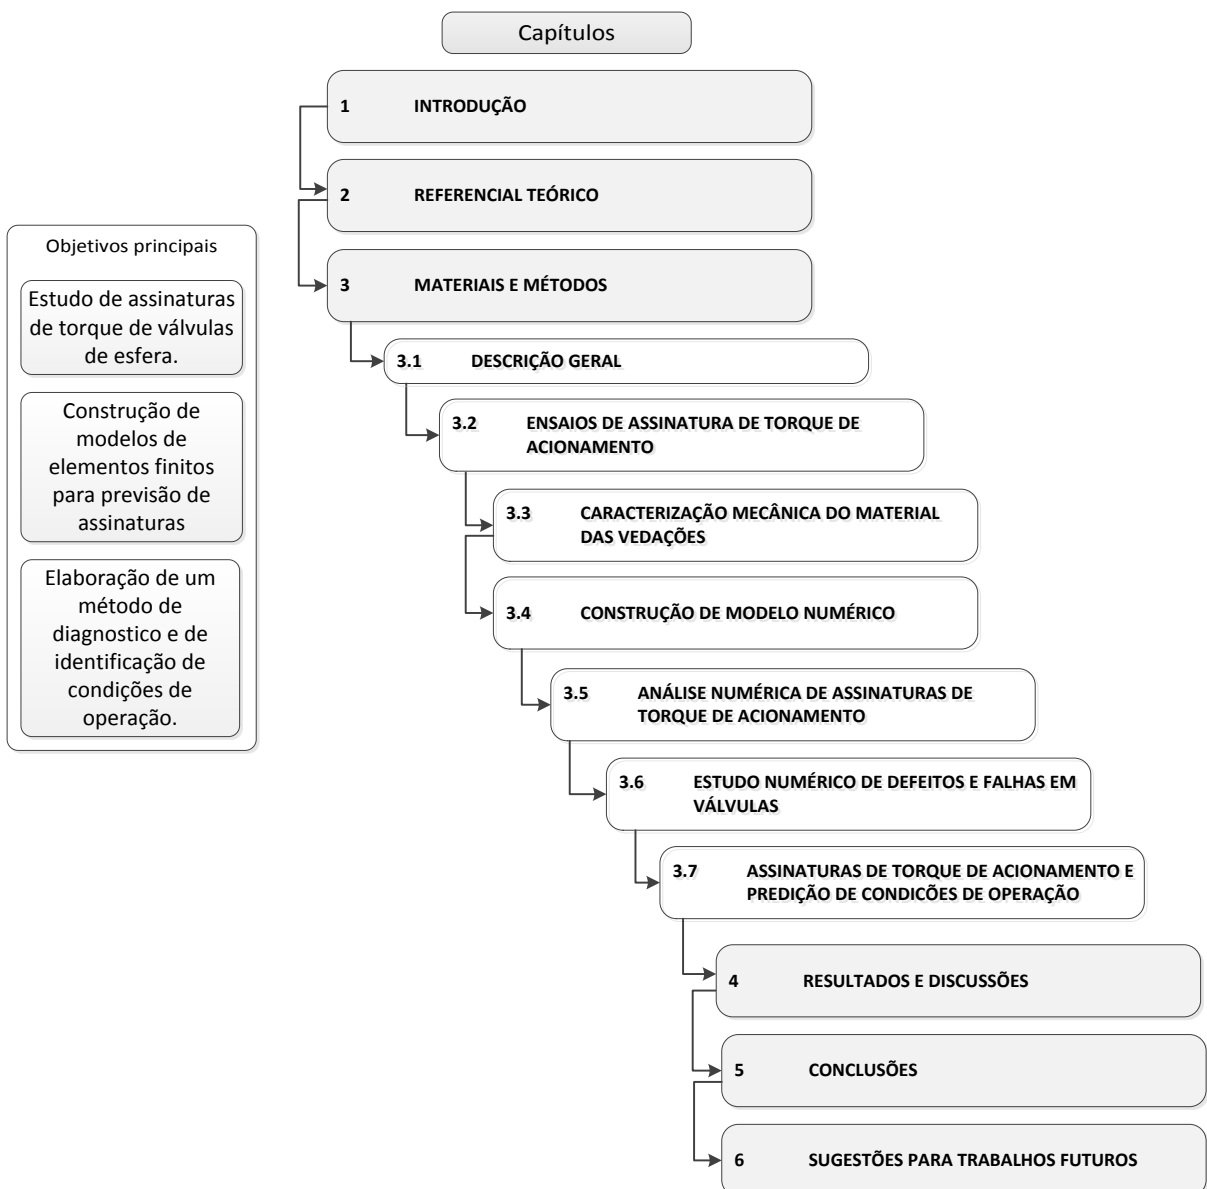 Capítulos
1 INTRODUÇÃO
2 REFERENCIAL TEÓRICO
3 MATERIAIS E MÉTODOS
3.1 DESCRIÇÃO GERAL
3.2 ENSAIOS DE ASSINATURA DE TORQUE DE
ACIONAMENTO
3.3 CARACTERIZAÇÃO MECÂNICA DO MATERIAL
DAS VEDAÇÕES
3.4 CONSTRUÇÃO DE MODELO NUMÉRICO
3.5 ANÁLISE NUMÉRICA DE ASSINATURAS DE
TORQUE DE ACIONAMENTO
3.6 ESTUDO NUMÉRICO DE DEFEITOS E FALHAS EM
VÁLVULAS
3.7 ASSINATURAS DE TORQUE DE ACIONAMENTO E
PREDIÇÃO DE CONDICÕES DE OPERAÇÃO
4 RESULTADOS E DISCUSSÕES
5 CONCLUSÕES
6 SUGESTÕES PARA TRABALHOS FUTUROS
Objetivos principais
Estudo de assinaturas
de torque de válvulas
de esfera.
Construção de
modelos de
elementos finitos
para previsão de
assinaturas
Elaboração de um
método de
diagnostico e de
identificação de
condições de
operação.